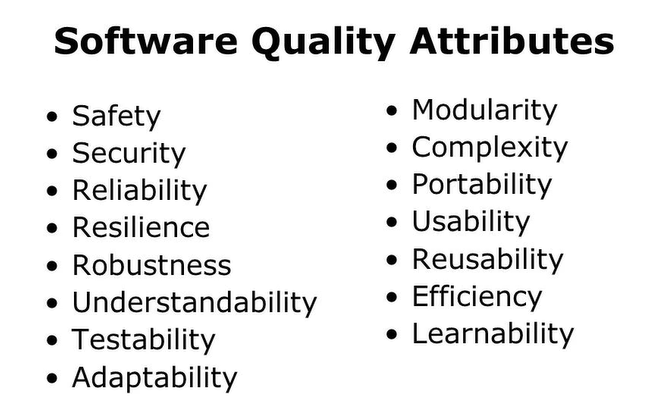 Software Quality Attributes
• Safety
• Security
• Reliability
• Resilience
• Robustness
• Understandability
• Testability
• Adaptability
• Modularity
• Complexity
• Portability
• Usability
• Reusability
• Efficiency
• Learnability